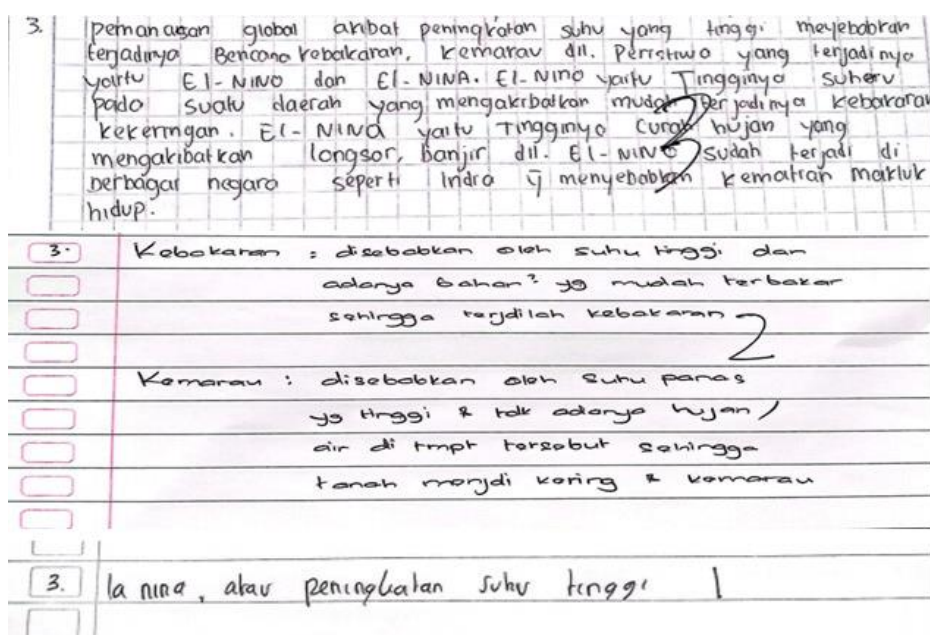 3. pemanasan global akibat peningkatan suhu yang tinggi meyebabkan
terjadinya Bencana kebakaran, kemarau dll. Peristiwa yang terjadinya
yaitu El-NINO dan El-NINA. El-Nino yaitu Tingginya Suhu
pada suatu daerah yang mengakibatkan mudah terjadinya kebakaran
kekeringan. El-NINA yaitu Tingginya Curah hujan yang
mengakibatkan longsor, banjir dll. El-NINO sudah terjadi di
berbagai negara seperti India yg menyebabkan kematian makluk
hidup.
2
3. Kebakaran : disebabkan oleh suhu tinggi dan
adanya bahan² yg mudah terbakar
sehingga terjdilah kebakaran
2
Kemarau : disebabkan oleh suhu panas
yg tinggi & tdk adanya hujan /
air di tmpt tersebut sehingga
tanah menjdi kering & kemarau
3. la nina, atau peningkatan suhu tinggi 1